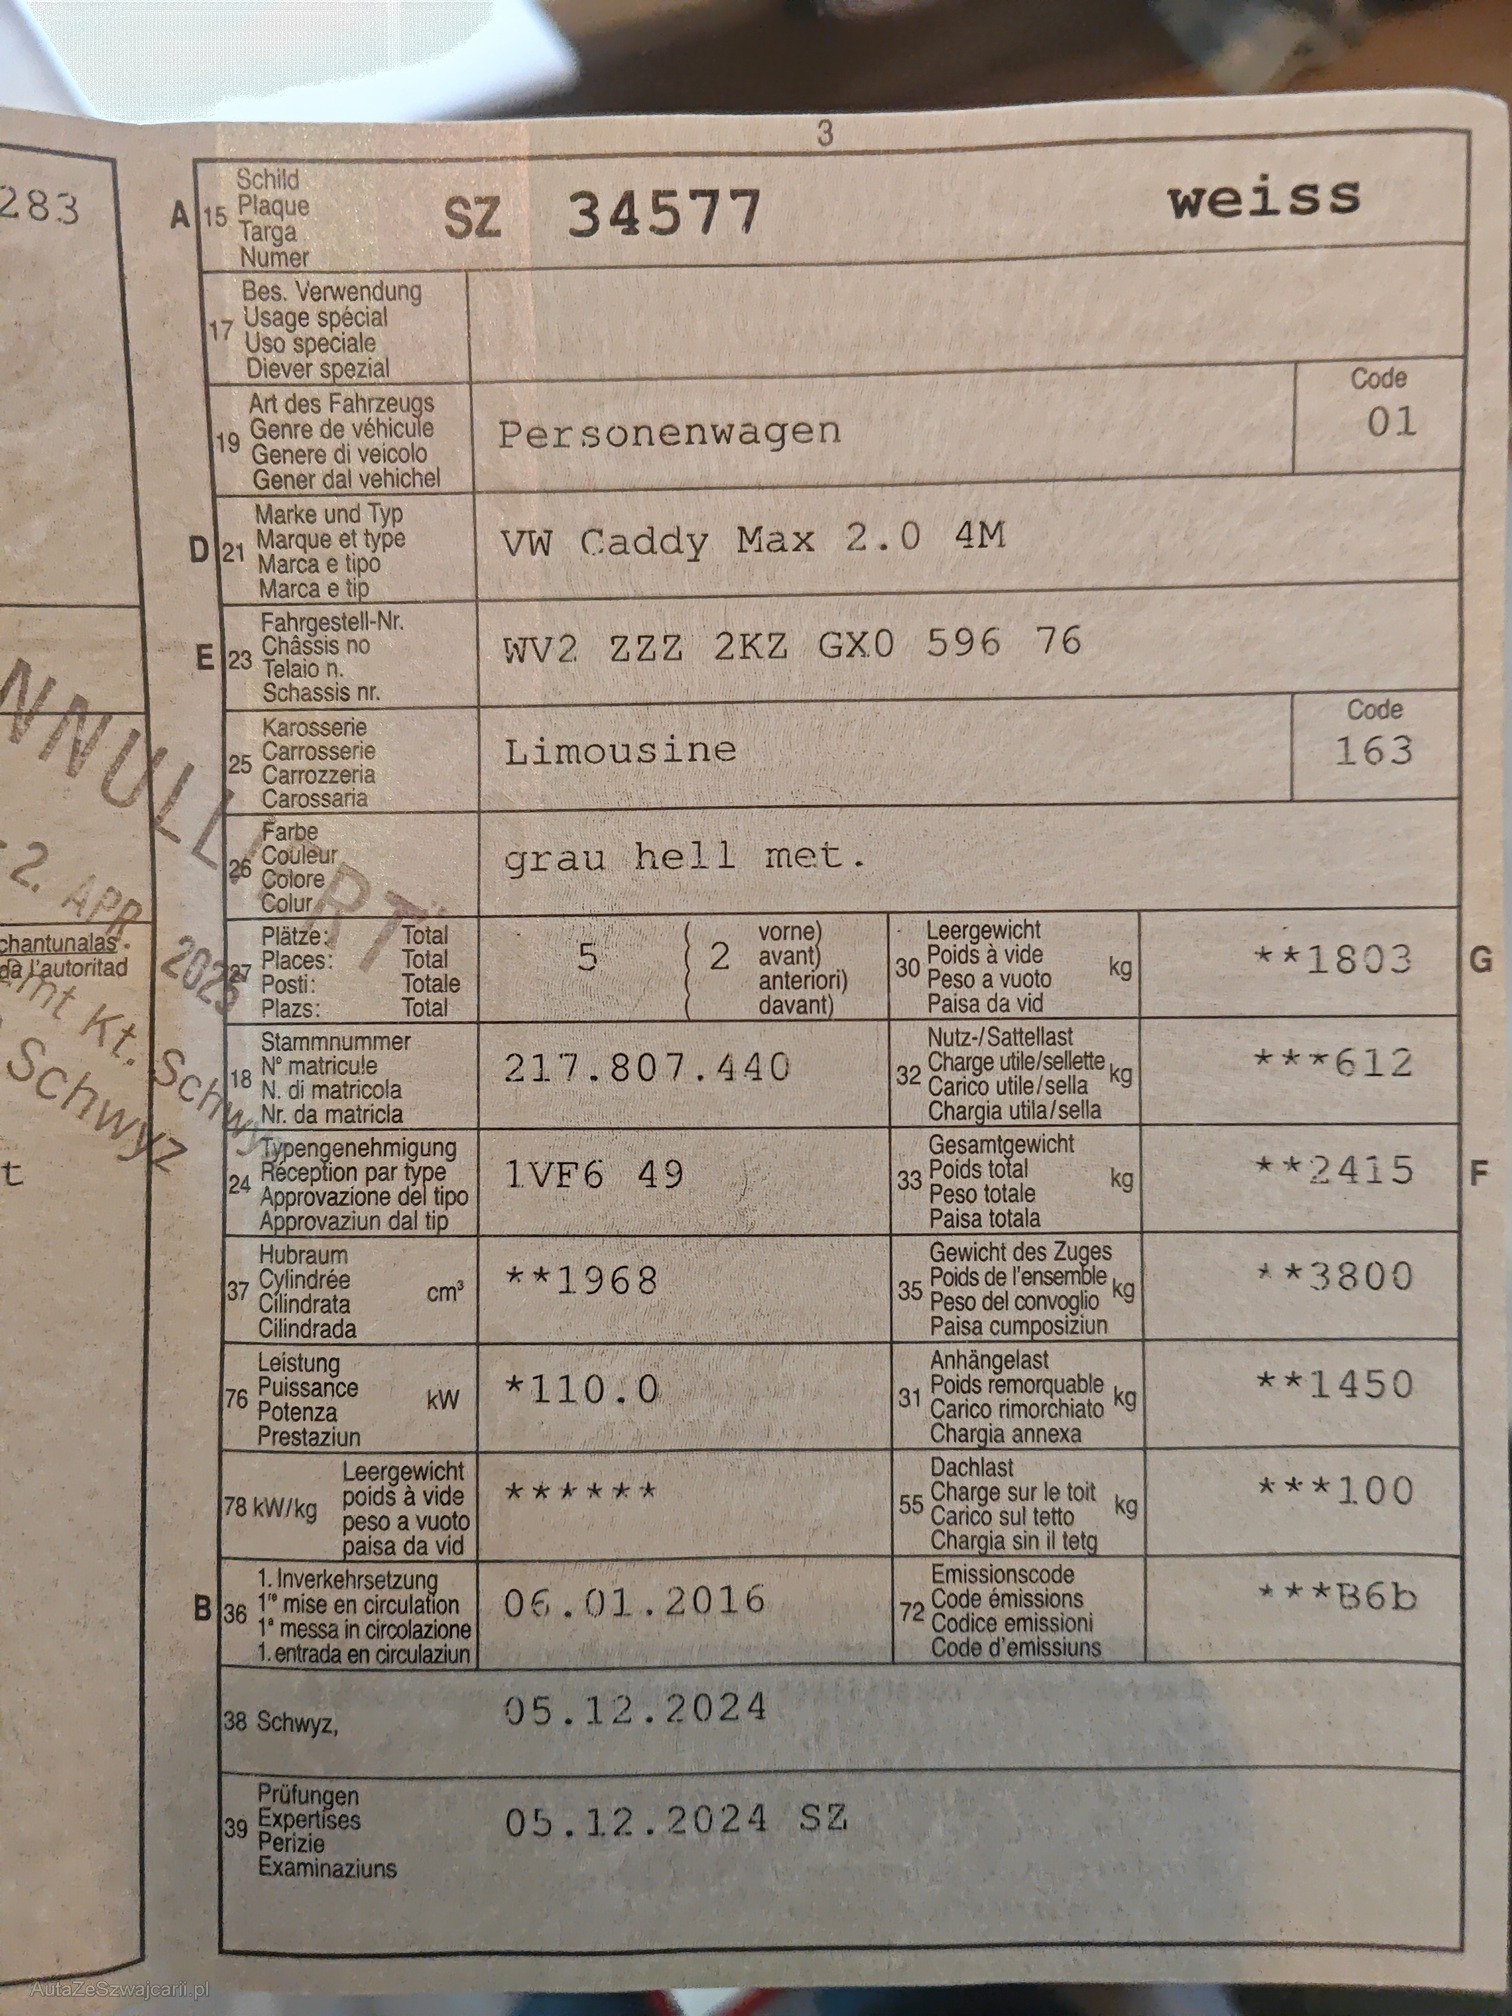 3
283
A 15 Schild
Plaque
Targa
Numer
SZ 34577 weiss
17 Bes. Verwendung
Usage spécial
Uso speciale
Diever spezial
19 Art des Fahrzeugs
Genre de véhicule
Genere di veicolo
Gener dal vehichel
Personenwagen
Code
01
D 21 Marke und Typ
Marque et type
Marca e tipo
Marca e tip
VW Caddy Max 2.0 4M
E 23 Fahrgestell-Nr.
Châssis no
Telaio n.
Schassis nr.
WV2 ZZZ 2KZ GX0 596 76
25 Karosserie
Carrosserie
Carrozzeria
Carossaria
Limousine
Code
163
26 Farbe
Couleur
Colore
Colur
grau hell met.
NNULLIERT
2. APR. 2025
chantunalas
da l'autoritad
mt Kt. Schwyz
Schwyz
t
27 Plätze: Total
Places: Total
Posti: Totale
Plazs: Total
5 ( 2 vorne)
avant)
anteriori)
davant)
30 Leergewicht
Poids à vide
Peso a vuoto
Paisa da vid
kg
**1803 G
18 Stammnummer
N° matricule
N. di matricola
Nr. da matricla
217.807.440
32 Nutz-/Sattellast
Charge utile/sellette
Carico utile/sella
Chargia utila/sella
kg
***612
24 Typengenehmigung
Réception par type
Approvazione del tipo
Approvaziun dal tip
1VF6 49
33 Gesamtgewicht
Poids total
Peso totale
Paisa totala
kg
**2415 F
37 Hubraum
Cylindrée
Cilindrata
Cilindrada
cm³
**1968
35 Gewicht des Zuges
Poids de l'ensemble
Peso del convoglio
Paisa cumposiziun
kg
**3800
76 Leistung
Puissance
Potenza
Prestaziun
kW
*110.0
31 Anhängelast
Poids remorquable
Carico rimorchiato
Chargia annexa
kg
**1450
78 kW/kg Leergewicht
poids à vide
peso a vuoto
paisa da vid
******
55 Dachlast
Charge sur le toit
Carico sul tetto
Chargia sin il tetg
kg
***100
B 36 1. Inverkehrsetzung
1re mise en circulation
1a messa in circolazione
1. entrada en circulaziun
06.01.2016
72 Emissionscode
Code émissions
Codice emissioni
Code d'emissiuns
***B6b
38 Schwyz, 05.12.2024
39 Prüfungen
Expertises
Perizie
Examinaziuns
05.12.2024 SZ
AutaZeSzwajcarii.pl